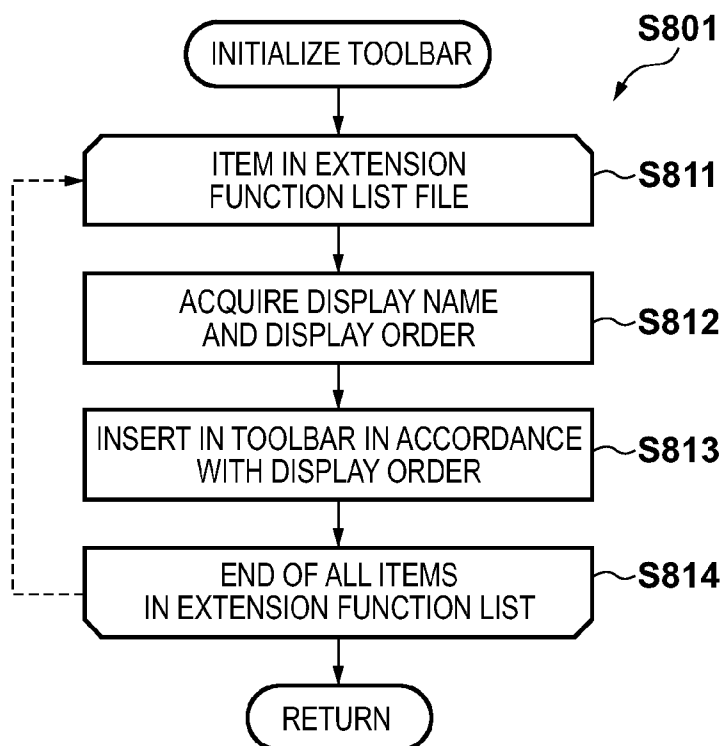 S801
INITIALIZE TOOLBAR
ITEM IN EXTENSION
FUNCTION LIST FILE
S811
ACQUIRE DISPLAY NAME
AND DISPLAY ORDER
S812
INSERT IN TOOLBAR IN ACCORDANCE
WITH DISPLAY ORDER
S813
END OF ALL ITEMS
IN EXTENSION FUNCTION LIST
S814
RETURN